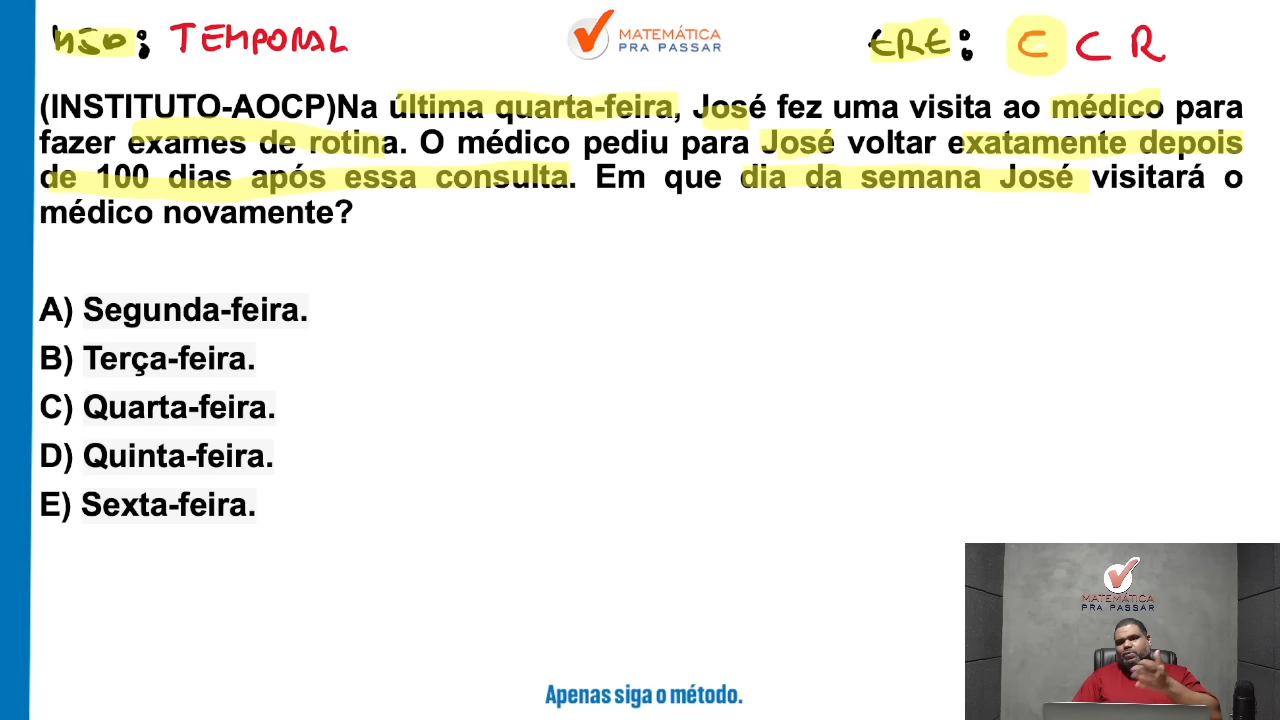 TEMPORAL
MATEMÁTICA
PRA PASSAR
: C C R
(INSTITUTO-AOCP)Na última quarta-feira, José fez uma visita ao médico para
fazer exames de rotina. O médico pediu para José voltar exatamente depois
de 100 dias após essa consulta. Em que dia da semana José visitará o
médico novamente?
A) Segunda-feira.
B) Terça-feira.
C) Quarta-feira.
D) Quinta-feira.
E) Sexta-feira.
MATEMÁTICA
PRA PASSAR
Apenas siga o método.